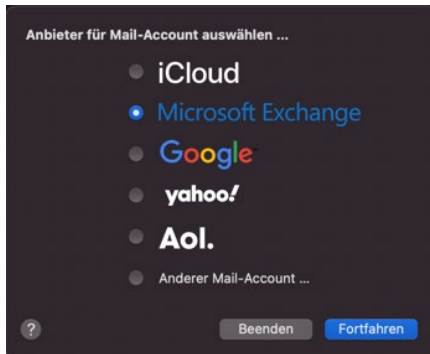 Anbieter für Mail-Account auswählen ...
iCloud
Microsoft Exchange
Google
yahoo!
Aol.
Anderer Mail-Account ...
? Beenden Fortfahren